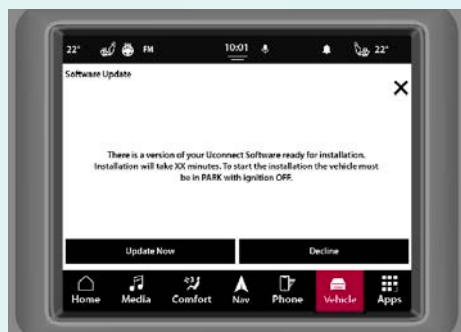 22° FM 10:01 22°
Software Update
There is a version of your Uconnect Software ready for installation.
Installation will take XX minutes. To start the installation the vehicle must
be in PARK with ignition OFF.
Update Now Decline
Home Media Comfort Nav Phone Vehicle Apps